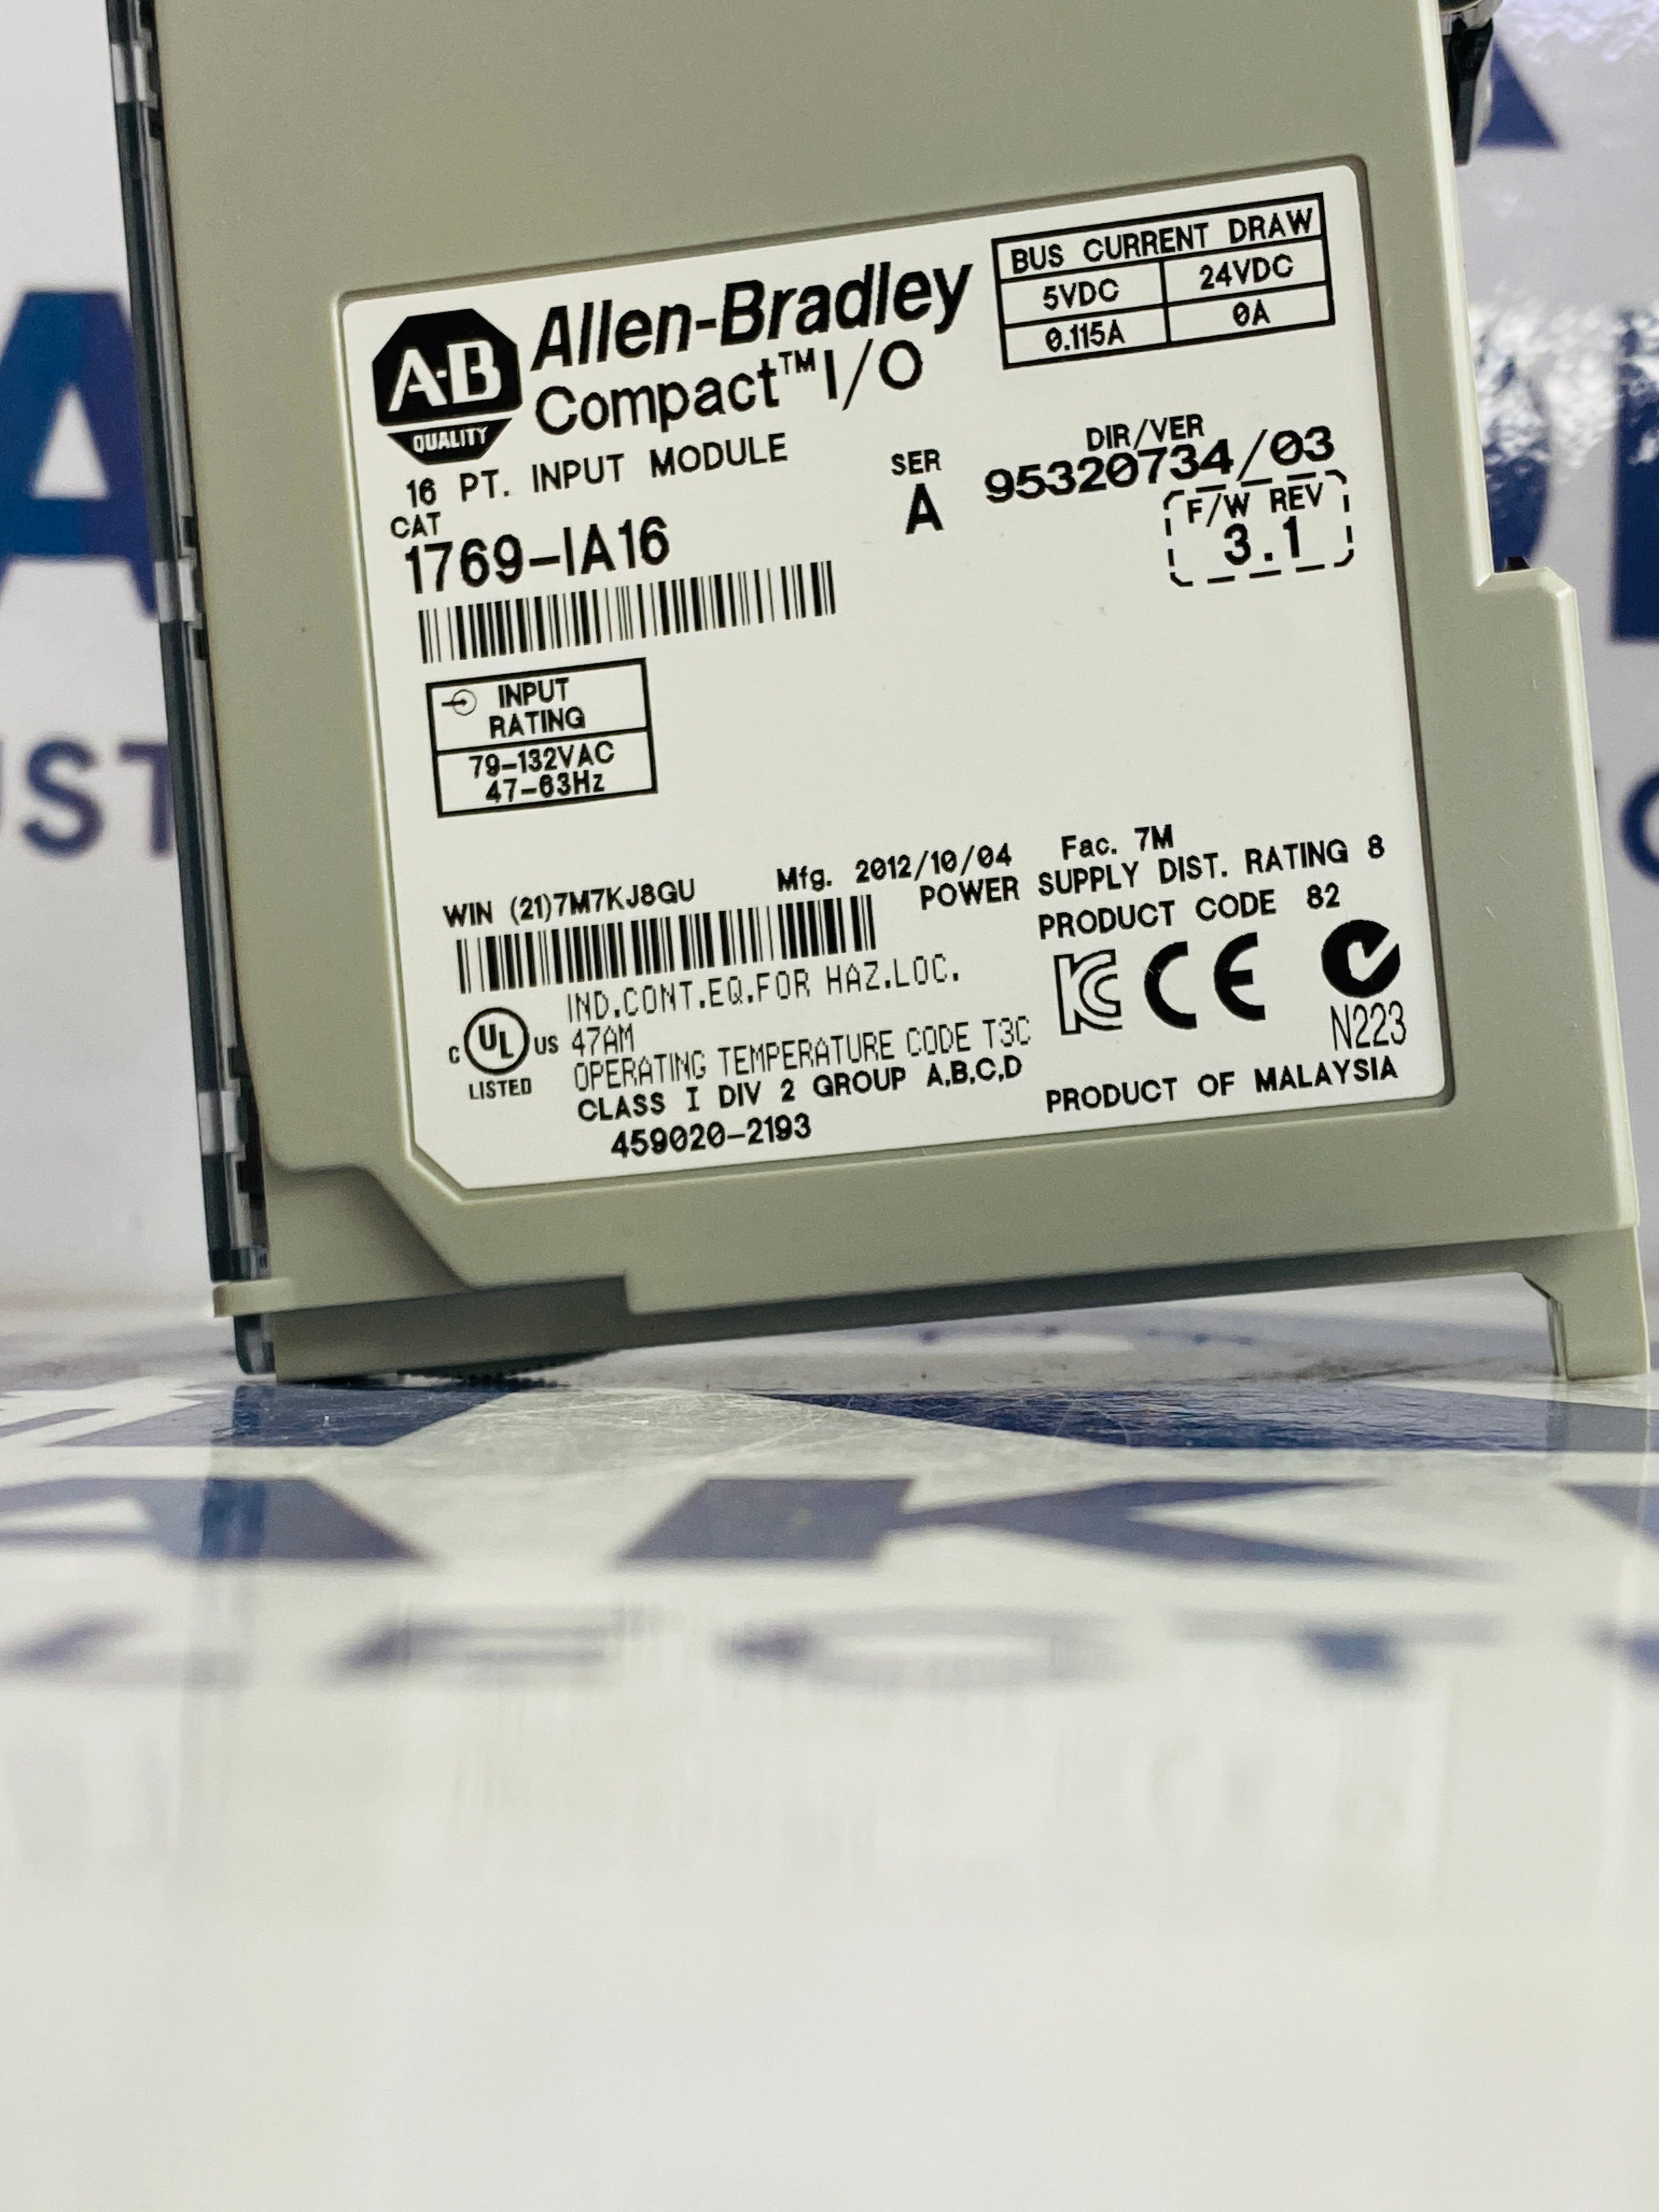 A-B
QUALITY
Allen-Bradley
Compact™ I/O
BUS CURRENT DRAW
5VDC 24VDC
0.115A 0A
16 PT. INPUT MODULE
CAT
1769-IA16
SER
A
DIR/VER
95320734/03
F/W REV
3.1
INPUT
RATING
79-132VAC
47-63Hz
WIN (21)7M7KJ8GU Mfg. 2012/10/04 Fac. 7M
POWER SUPPLY DIST. RATING 8
PRODUCT CODE 82
IND.CONT.EQ.FOR HAZ.LOC.
47AM
OPERATING TEMPERATURE CODE T3C
CLASS I DIV 2 GROUP A,B,C,D
459020-2193
C UL US
LISTED
KC CE
N223
PRODUCT OF MALAYSIA